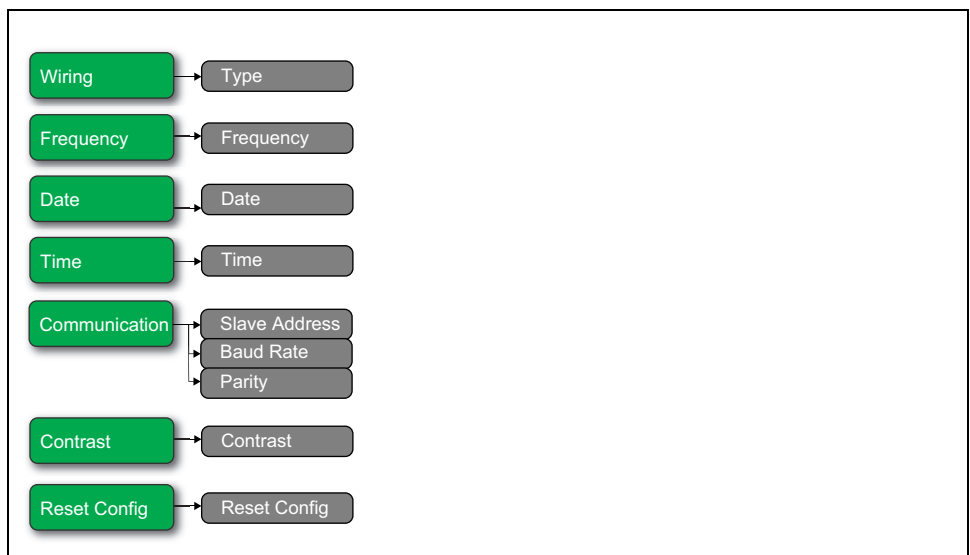 Wiring
Type
Frequency
Frequency
Date
Date
Time
Time
Communication
Slave Address
Baud Rate
Parity
Contrast
Contrast
Reset Config
Reset Config